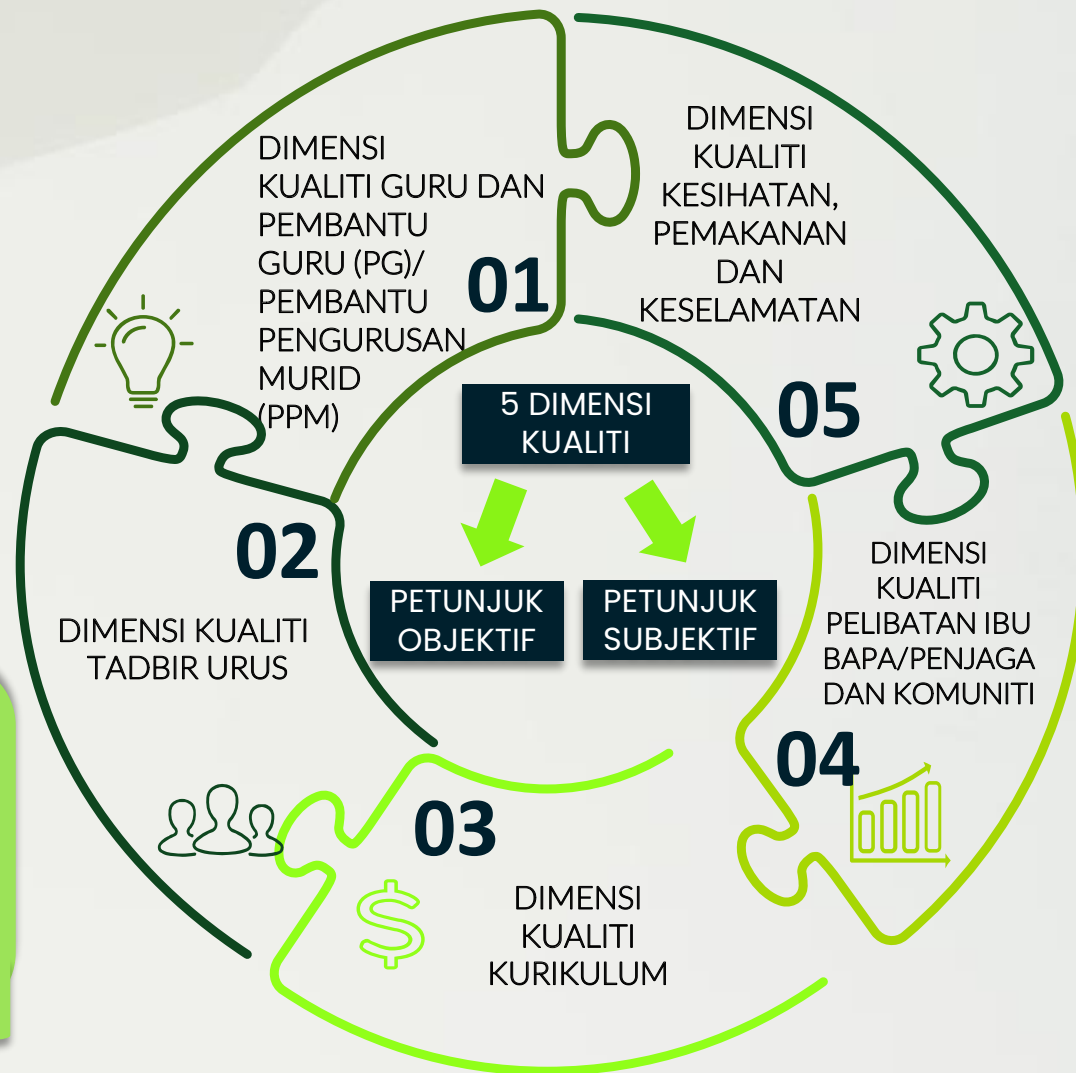 DIMENSI
KUALITI GURU DAN
PEMBANTU
GURU (PG)/
PEMBANTU
PENGURUSAN
MURID
(PPM)
01
DIMENSI
KUALITI
KESIHATAN,
PEMAKANAN
DAN
KESELAMATAN
05
5 DIMENSI
KUALITI
PETUNJUK
OBJEKTIF
PETUNJUK
SUBJEKTIF
02
DIMENSI KUALITI
TADBIR URUS
DIMENSI
KUALITI
PELIBATAN IBU
BAPA/PENJAGA
DAN KOMUNITI
04
03
DIMENSI
KUALITI
KURIKULUM
$